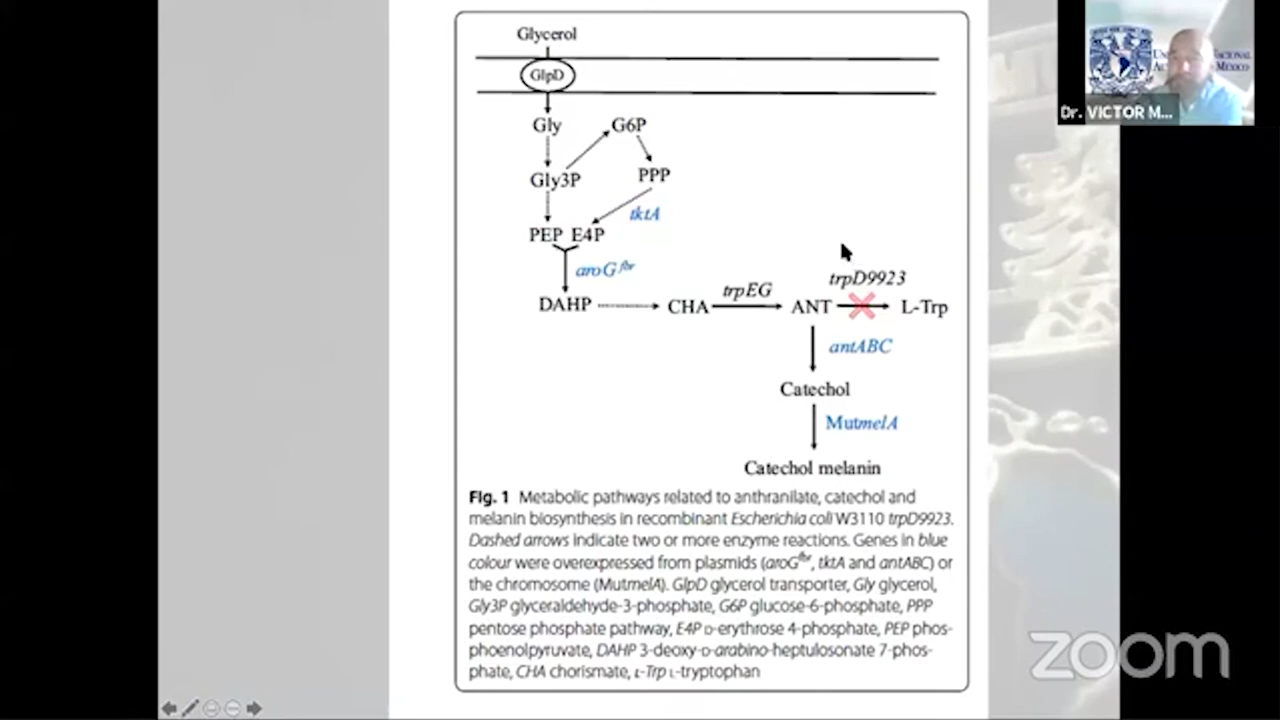 Glycerol
GlpD
Gly
G6P
Gly3P
PPP
tktA
PEP E4P
aroG fbr
DAHP
CHA
trpEG
ANT
trpD9923
L-Trp
antABC
Catechol
MutmelA
Catechol melanin
Fig. 1 Metabolic pathways related to anthranilate, catechol and
melanin biosynthesis in recombinant Escherichia coli W3110 trpD9923.
Dashed arrows indicate two or more enzyme reactions. Genes in blue
colour were overexpressed from plasmids (aroGfbr, tktA and antABC) or
the chromosome (MutmelA). GlpD glycerol transporter, Gly glycerol,
Gly3P glyceraldehyde-3-phosphate, G6P glucose-6-phosphate, PPP
pentose phosphate pathway, E4P D-erythrose 4-phosphate, PEP phos-
phoenolpyruvate, DAHP 3-deoxy-D-arabino-heptulosonate 7-phos-
phate, CHA chorismate, L-Trp L-tryptophan
Dr. VICTOR M...
zoom